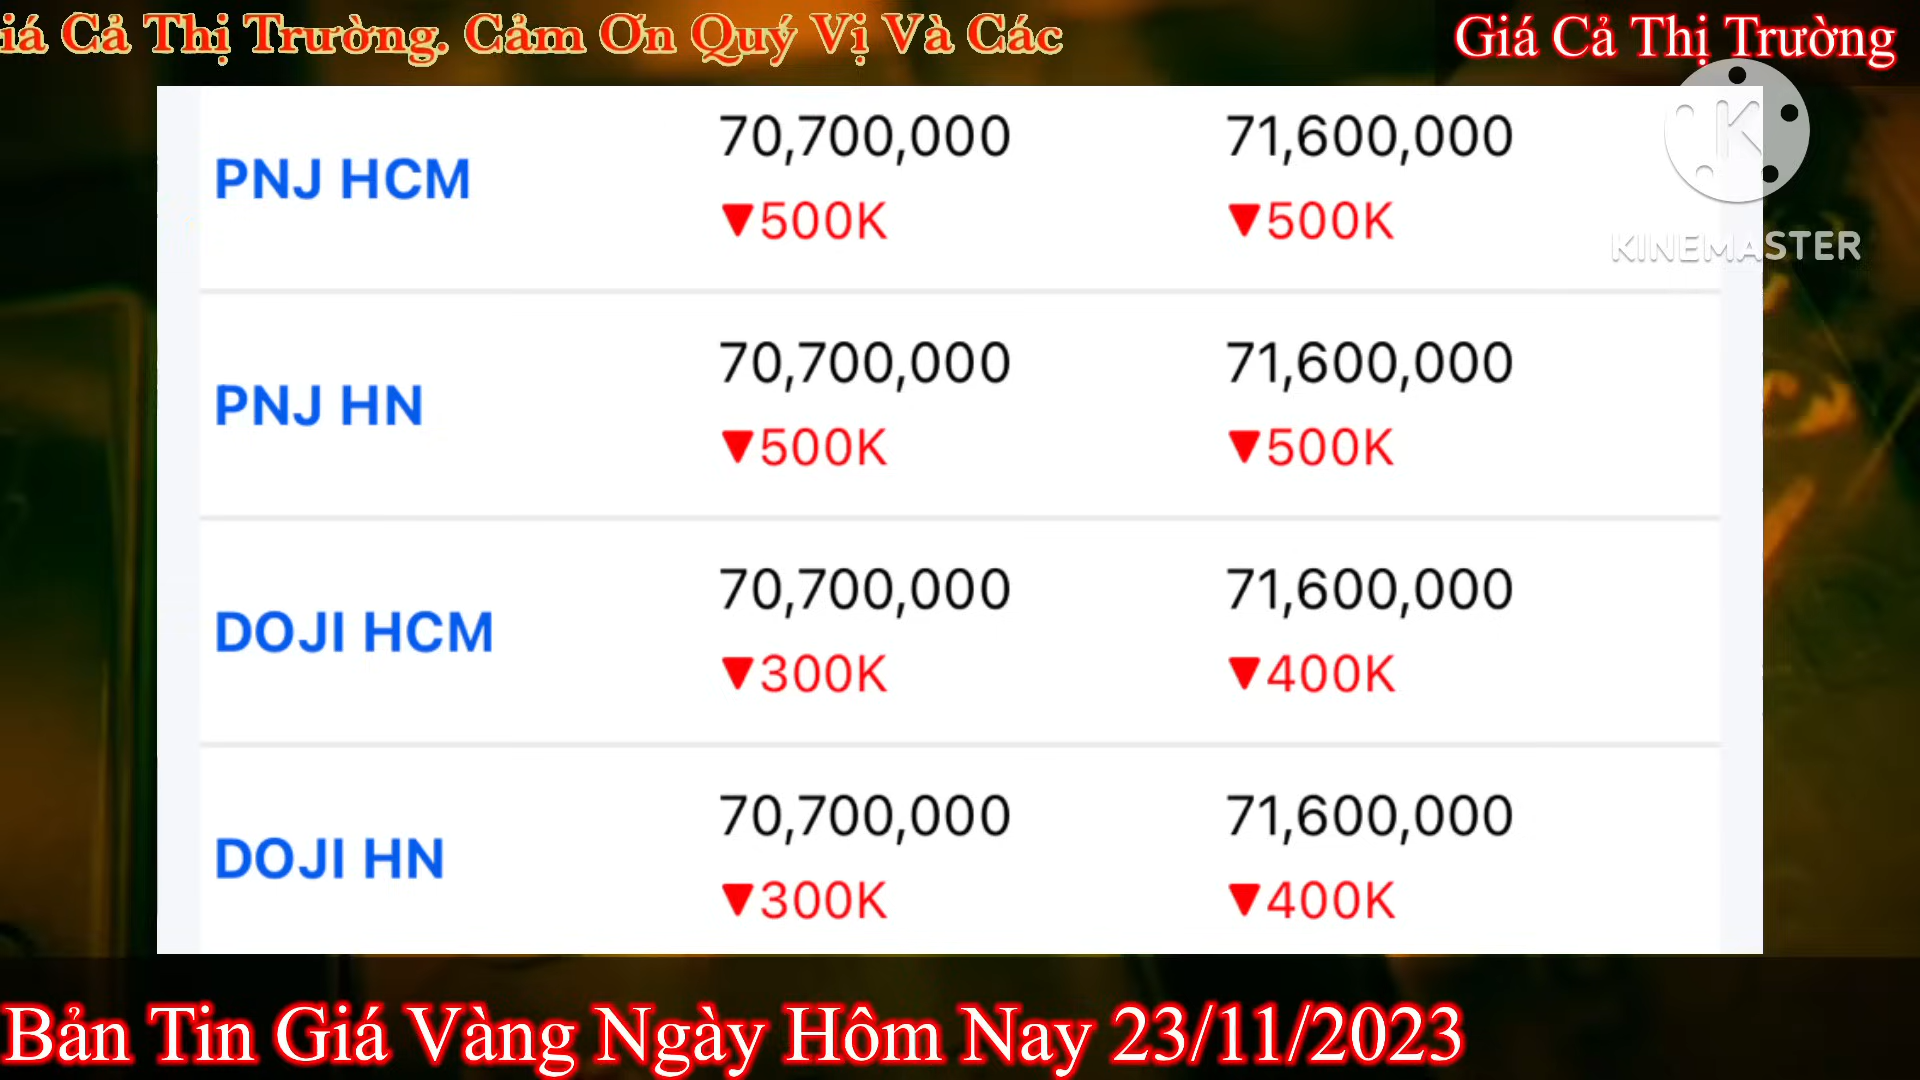 iá Cả Thị Trường. Cảm Ơn Quý Vị Và Các
Giá Cả Thị Trường
K
KINEMASTER
PNJ HCM 70,700,000 71,600,000
▼500K ▼500K
PNJ HN 70,700,000 71,600,000
▼500K ▼500K
DOJI HCM 70,700,000 71,600,000
▼300K ▼400K
DOJI HN 70,700,000 71,600,000
▼300K ▼400K
Bản Tin Giá Vàng Ngày Hôm Nay 23/11/2023